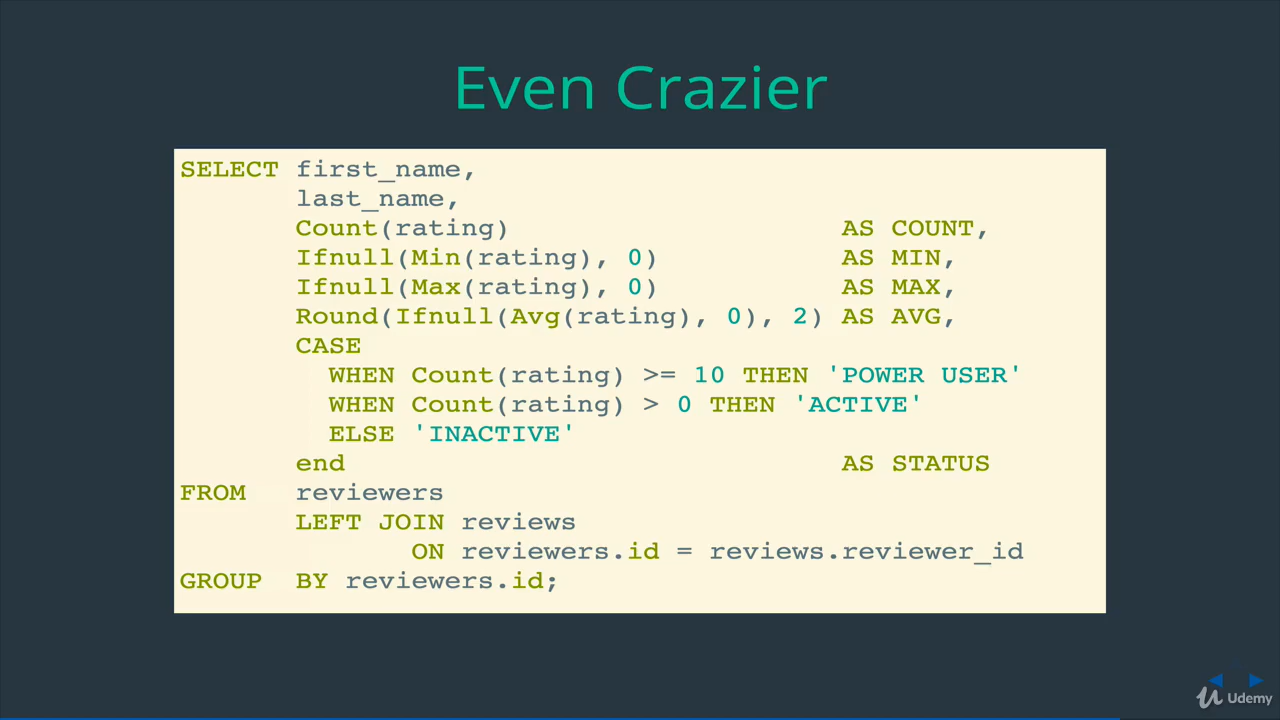 Even Crazier
SELECT first_name,
       last_name,
       Count(rating)                    AS COUNT,
       Ifnull(Min(rating), 0)           AS MIN,
       Ifnull(Max(rating), 0)           AS MAX,
       Round(Ifnull(Avg(rating), 0), 2) AS AVG,
       CASE
         WHEN Count(rating) >= 10 THEN 'POWER USER'
         WHEN Count(rating) > 0 THEN 'ACTIVE'
         ELSE 'INACTIVE'
       end                              AS STATUS
FROM   reviewers
       LEFT JOIN reviews
              ON reviewers.id = reviews.reviewer_id
GROUP  BY reviewers.id;
Udemy